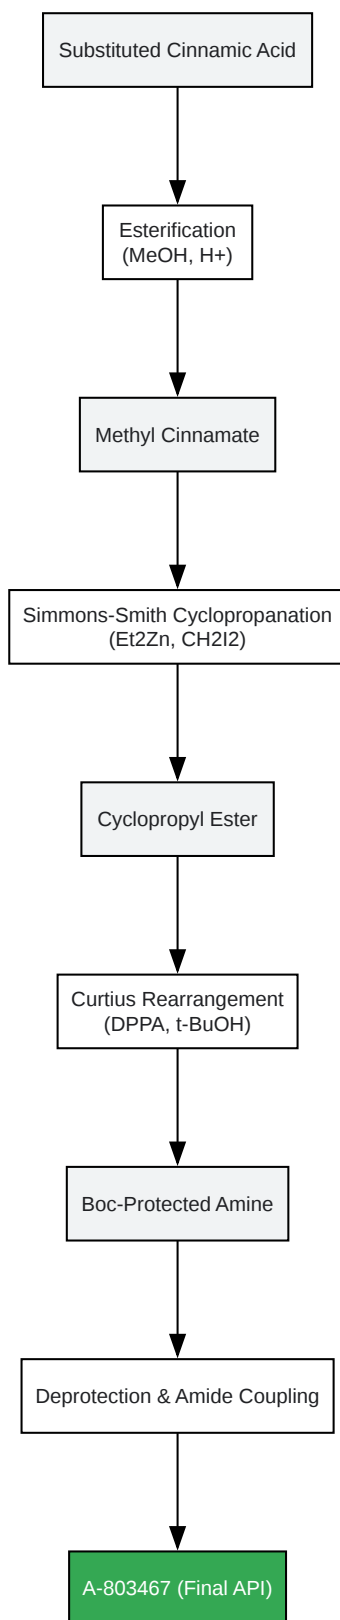 Substituted Cinnamic Acid
Esterification
(MeOH, H+)
Methyl Cinnamate
Simmons-Smith Cyclopropanation
(Et2Zn, CH2I2)
Cyclopropyl Ester
Curtius Rearrangement
(DPPA, t-BuOH)
Boc-Protected Amine
Deprotection & Amide Coupling
A-803467 (Final API)